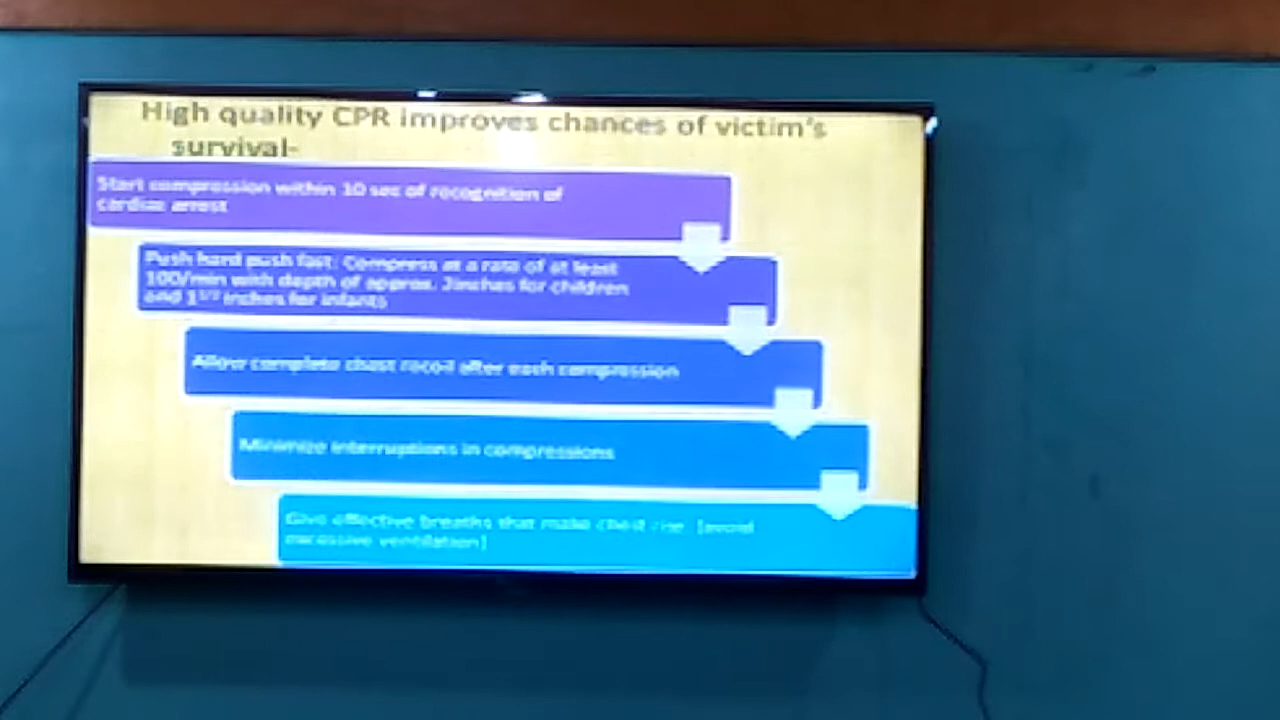 High quality CPR improves chances of victim's
survival-
Start compression within 10 sec of recognition of
cardiac arrest
Push hard push fast: Compress at a rate of at least
100/min with depth of approx. 2inches for children
and 1¹/² inches for infants
Allow complete chest recoil after each compression
Minimize interruptions in compressions
Give effective breaths that make chest rise [avoid
excessive ventilation]